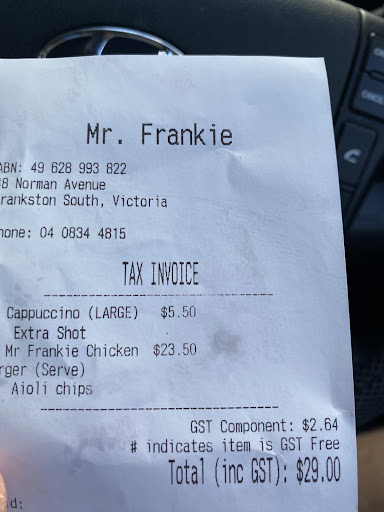 Mr. Frankie
ABN: 49 628 993 822
8 Norman Avenue
rankston South, Victoria
hone: 04 0834 4815
TAX INVOICE
Cappuccino (LARGE) $5.50
Extra Shot
Mr Frankie Chicken $23.50
rger (Serve)
Aioli chips
GST Component: $2.64
# indicates item is GST Free
Total (inc GST): $29.00
d: